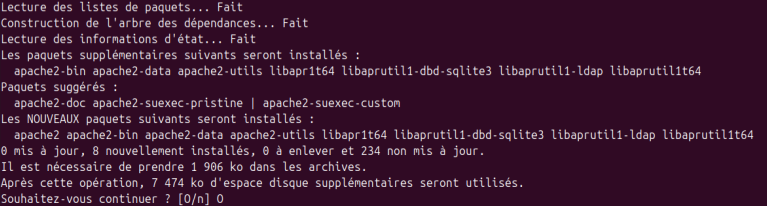 Lecture des listes de paquets... Fait
Construction de l'arbre des dépendances... Fait
Lecture des informations d'état... Fait
Les paquets supplémentaires suivants seront installés :
  apache2-bin apache2-data apache2-utils libapr1t64 libaprutil1-dbd-sqlite3 libaprutil1-ldap libaprutil1t64
Paquets suggérés :
  apache2-doc apache2-suexec-pristine | apache2-suexec-custom
Les NOUVEAUX paquets suivants seront installés :
  apache2 apache2-bin apache2-data apache2-utils libapr1t64 libaprutil1-dbd-sqlite3 libaprutil1-ldap libaprutil1t64
0 mis à jour, 8 nouvellement installés, 0 à enlever et 234 non mis à jour.
Il est nécessaire de prendre 1 906 ko dans les archives.
Après cette opération, 7 474 ko d'espace disque supplémentaires seront utilisés.
Souhaitez-vous continuer ? [O/n] O